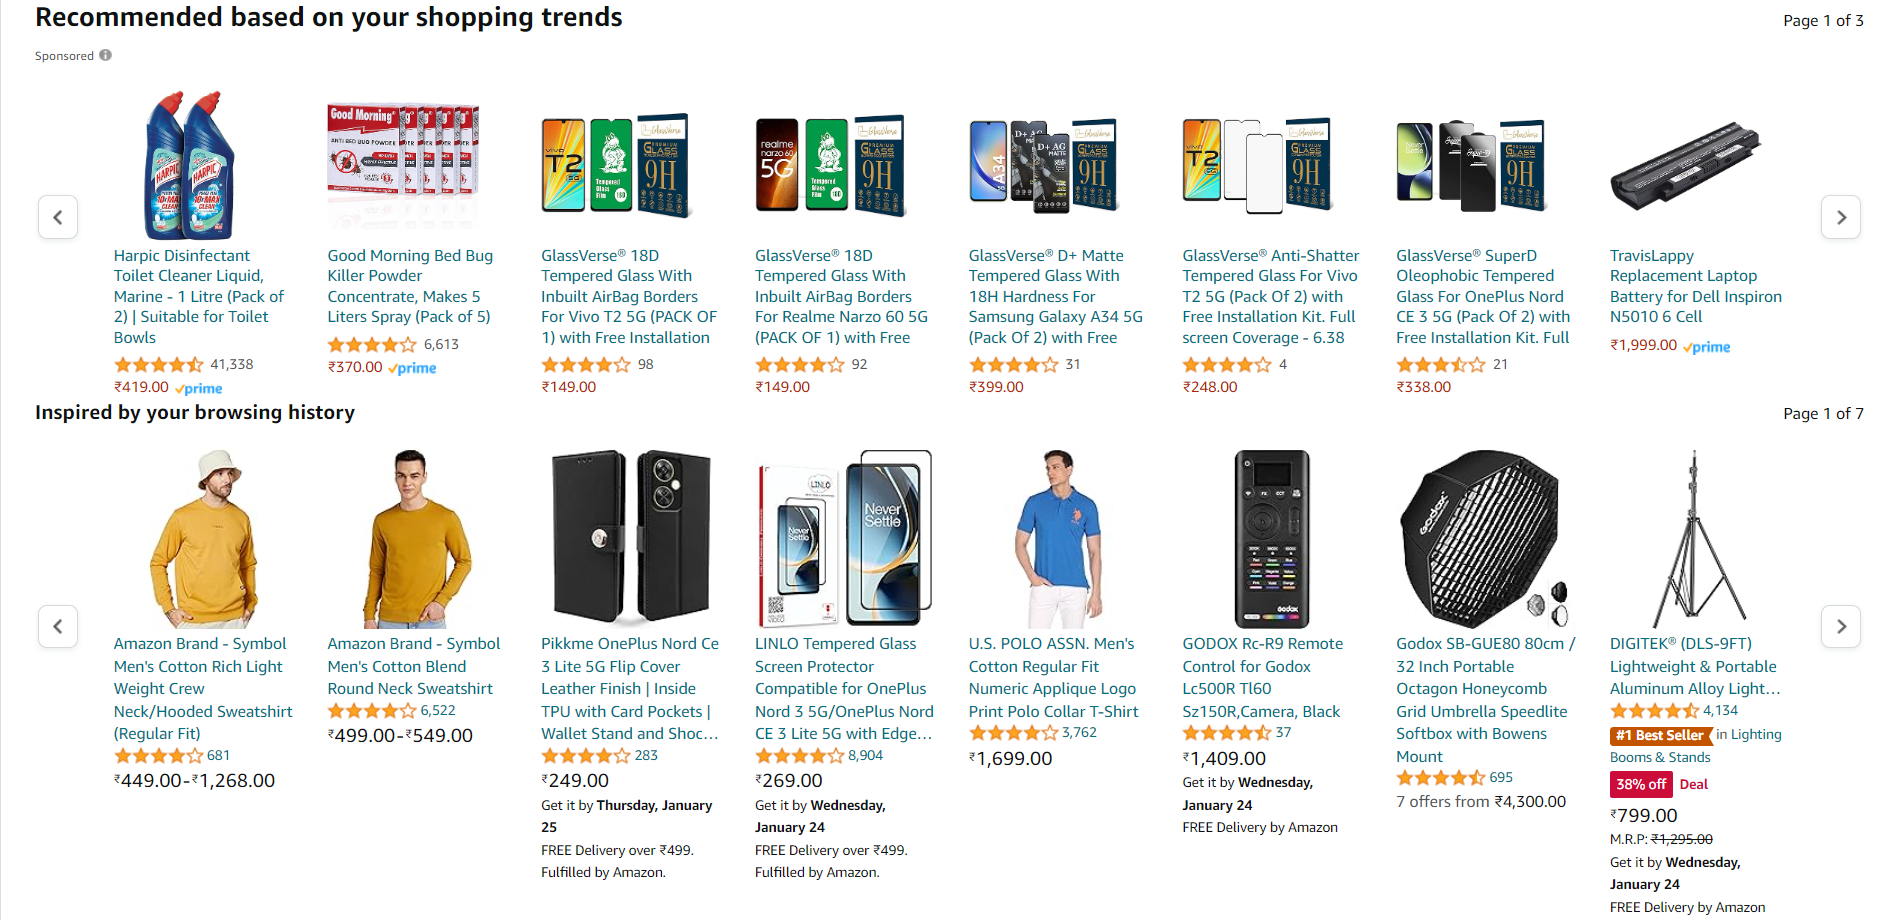 Recommended based on your shopping trends
Page 1 of 3
Sponsored
Harpic Disinfectant
Toilet Cleaner Liquid,
Marine - 1 Litre (Pack of
2) | Suitable for Toilet
Bowls
41,338
₹419.00 prime
Good Morning
ANTI BED BUG POWDER
Good Morning Bed Bug
Killer Powder
Concentrate, Makes 5
Liters Spray (Pack of 5)
6,613
₹370.00 prime
GlassVerse® 18D
Tempered Glass With
Inbuilt AirBag Borders
For Vivo T2 5G (PACK OF
1) with Free Installation
98
₹149.00
GlassVerse® 18D
Tempered Glass With
Inbuilt AirBag Borders
For Realme Narzo 60 5G
(PACK OF 1) with Free
92
₹149.00
GlassVerse® D+ Matte
Tempered Glass With
18H Hardness For
Samsung Galaxy A34 5G
(Pack Of 2) with Free
31
₹399.00
GlassVerse® Anti-Shatter
Tempered Glass For Vivo
T2 5G (Pack Of 2) with
Free Installation Kit. Full
screen Coverage - 6.38
4
₹248.00
GlassVerse® SuperD
Oleophobic Tempered
Glass For OnePlus Nord
CE 3 5G (Pack Of 2) with
Free Installation Kit. Full
21
₹338.00
TravisLappy
Replacement Laptop
Battery for Dell Inspiron
N5010 6 Cell
₹1,999.00 prime
Inspired by your browsing history
Page 1 of 7
Amazon Brand - Symbol
Men's Cotton Rich Light
Weight Crew
Neck/Hooded Sweatshirt
(Regular Fit)
681
₹449.00-₹1,268.00
Amazon Brand - Symbol
Men's Cotton Blend
Round Neck Sweatshirt
6,522
₹499.00-₹549.00
Pikkme OnePlus Nord Ce
3 Lite 5G Flip Cover
Leather Finish | Inside
TPU with Card Pockets |
Wallet Stand and Shoc…
283
₹249.00
Get it by Thursday, January
25
FREE Delivery over ₹499.
Fulfilled by Amazon.
LINLO
Never
Settle
Never
Settle
LINLO Tempered Glass
Screen Protector
Compatible for OnePlus
Nord 3 5G/OnePlus Nord
CE 3 Lite 5G with Edge…
8,904
₹269.00
Get it by Wednesday,
January 24
FREE Delivery over ₹499.
Fulfilled by Amazon.
U.S. POLO ASSN. Men's
Cotton Regular Fit
Numeric Applique Logo
Print Polo Collar T-Shirt
3,762
₹1,699.00
Godox
GODOX Rc-R9 Remote
Control for Godox
Lc500R Tl60
Sz150R,Camera, Black
37
₹1,409.00
Get it by Wednesday,
January 24
FREE Delivery by Amazon
Godox
Godox SB-GUE80 80cm /
32 Inch Portable
Octagon Honeycomb
Grid Umbrella Speedlite
Softbox with Bowens
Mount
695
7 offers from ₹4,300.00
DIGITEK® (DLS-9FT)
Lightweight & Portable
Aluminum Alloy Light…
4,134
#1 Best Seller in Lighting
Booms & Stands
38% off Deal
₹799.00
M.R.P: ₹1,295.00
Get it by Wednesday,
January 24
FREE Delivery by Amazon